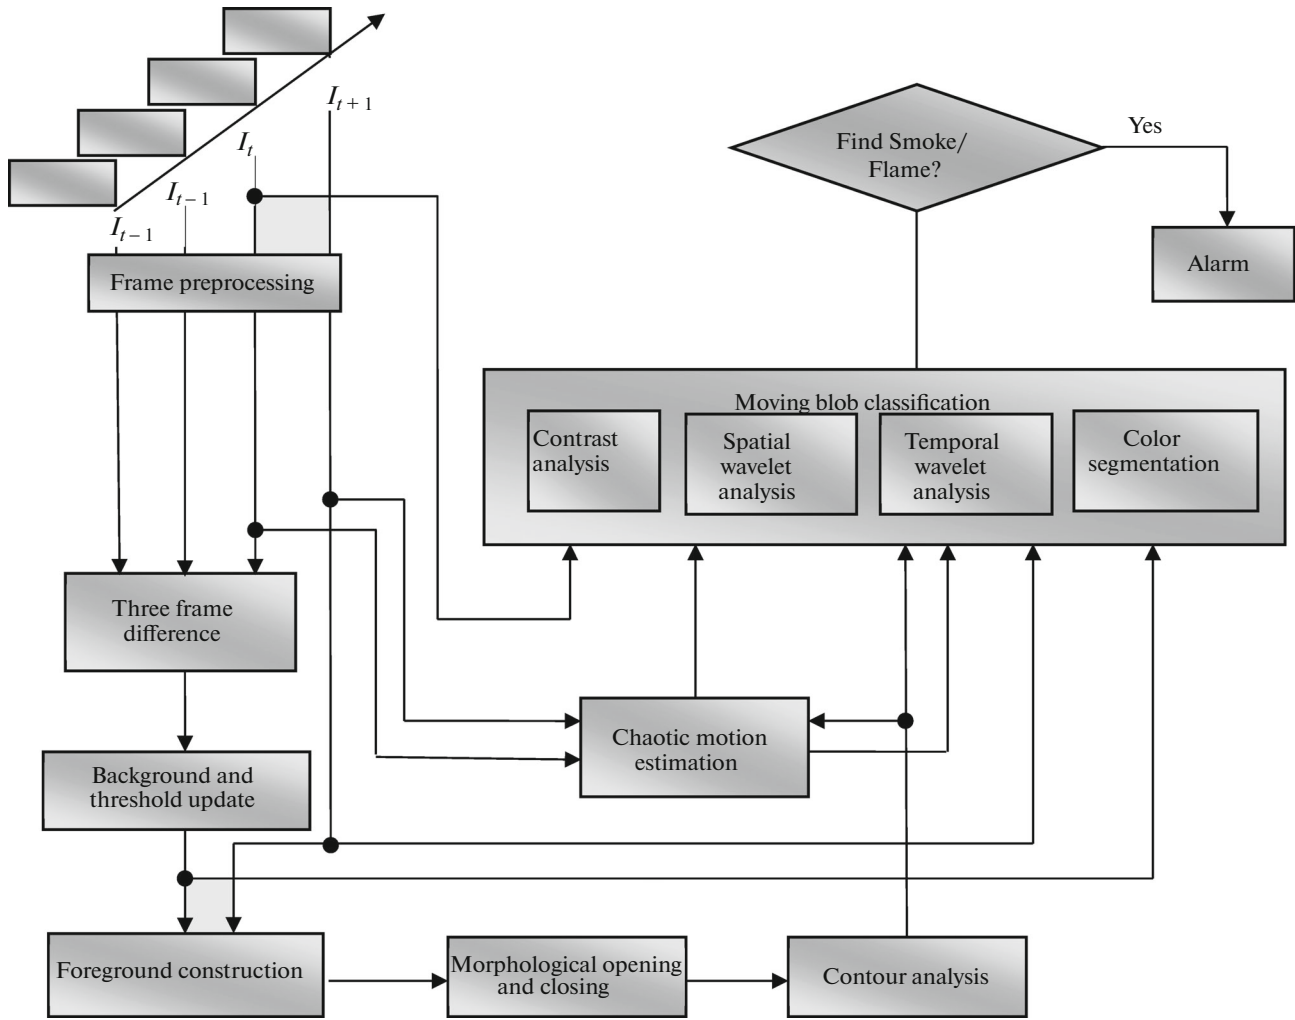 I_{t+1}
I_t
I_{t-1}
I_{t-1}
Frame preprocessing
Find Smoke/
Flame?
Yes
Alarm
Moving blob classification
Contrast
analysis
Spatial
wavelet
analysis
Temporal
wavelet
analysis
Color
segmentation
Three frame
difference
Chaotic motion
estimation
Background and
threshold update
Foreground construction
Morphological opening
and closing
Contour analysis